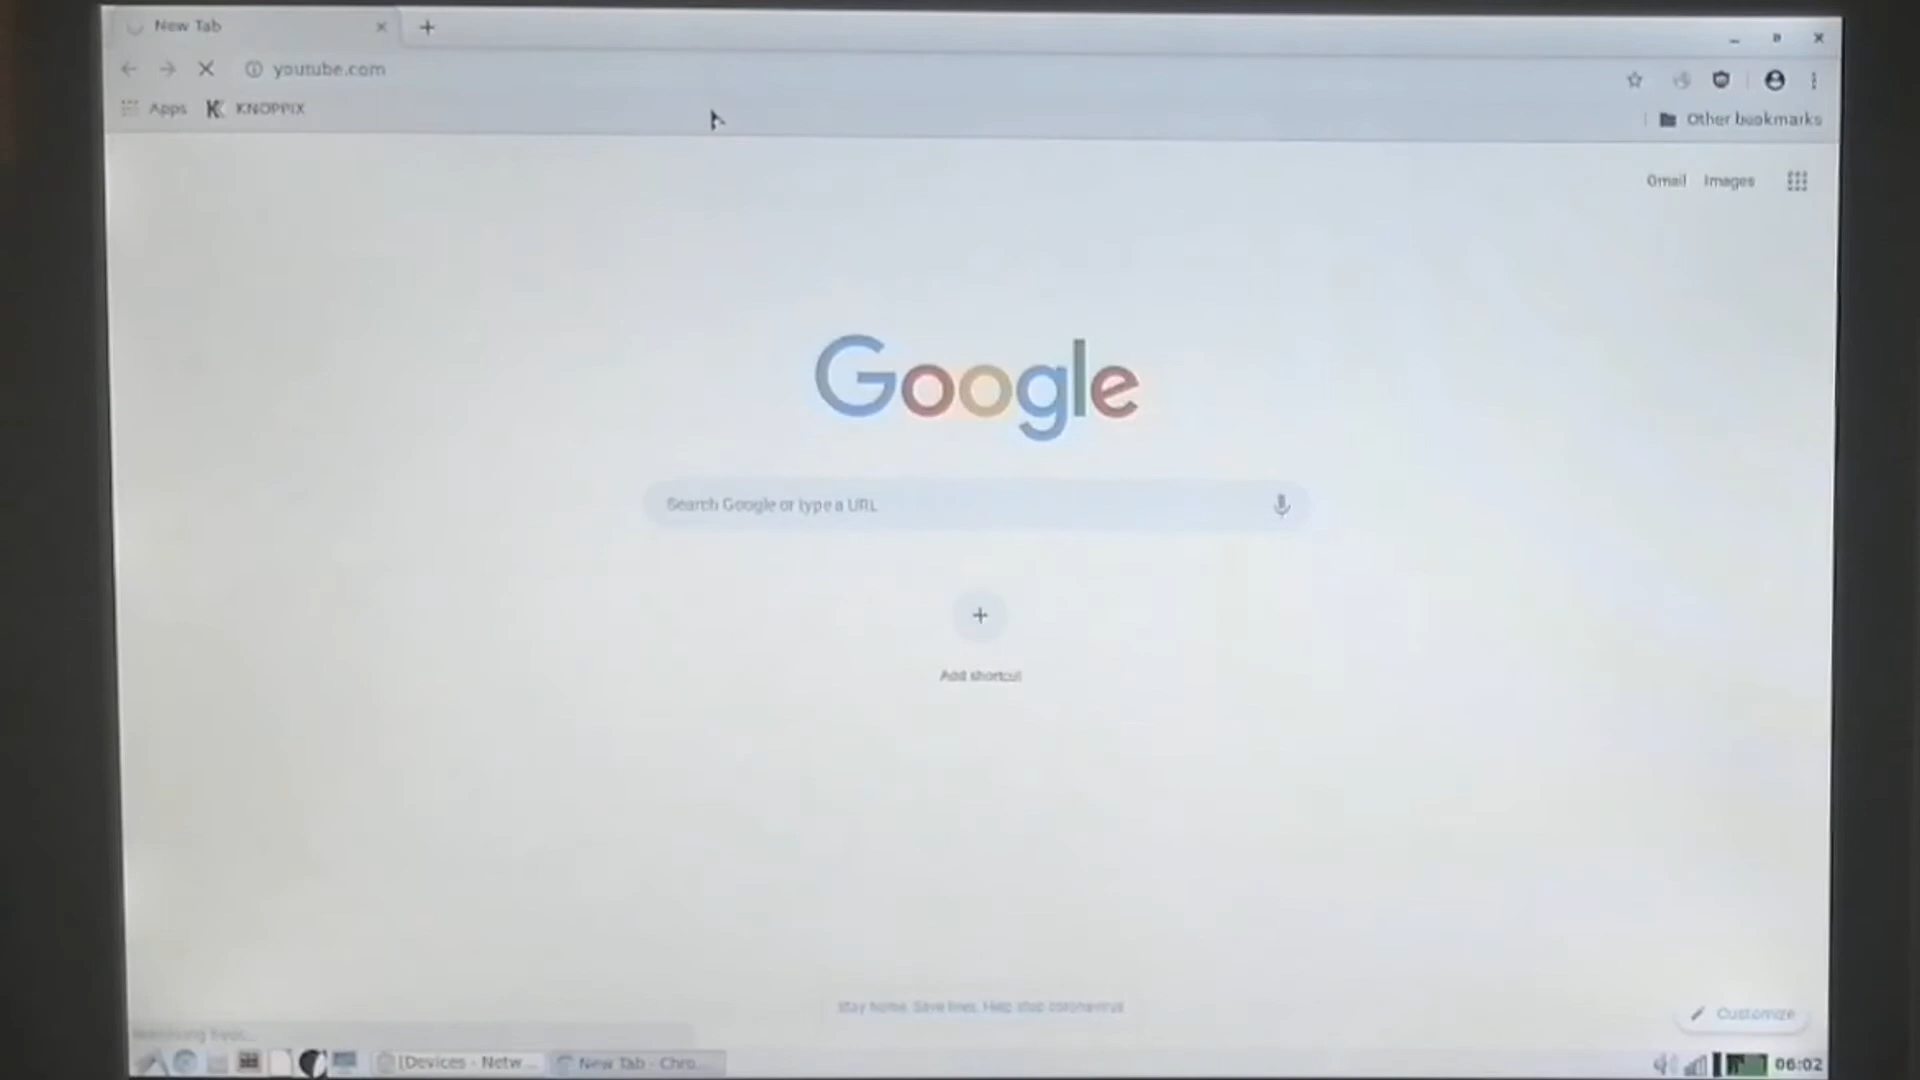 New Tab
youtube.com
Apps KNOPPIX
Other bookmarks
Gmail Images
Google
Search Google or type a URL
Add shortcut
Stay home. Save lives. Help stop coronavirus
Customize
[Devices - Netw...
New Tab - Chro...
06:02